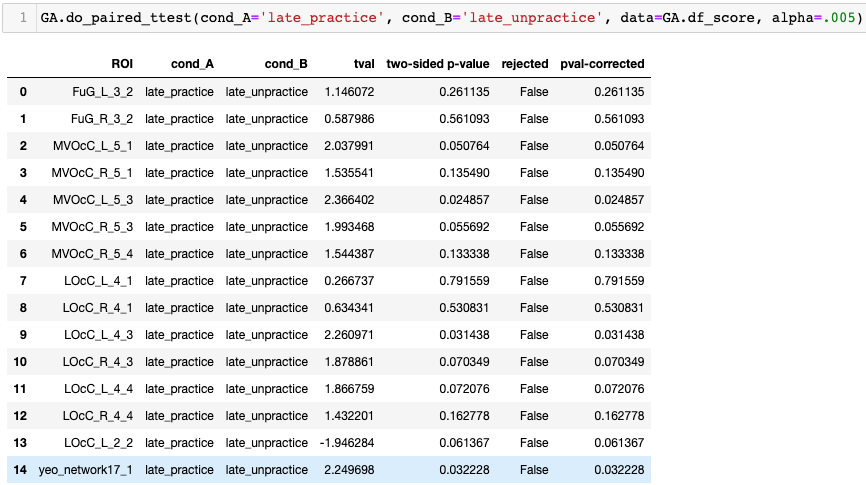 1 GA.do_paired_ttest(cond_A='late_practice', cond_B='late_unpractice', data=GA.df_score, alpha=.005)
ROI cond_A cond_B tval two-sided p-value rejected pval-corrected
0 FuG_L_3_2 late_practice late_unpractice 1.146072 0.261135 False 0.261135
1 FuG_R_3_2 late_practice late_unpractice 0.587986 0.561093 False 0.561093
2 MVOcC_L_5_1 late_practice late_unpractice 2.037991 0.050764 False 0.050764
3 MVOcC_R_5_1 late_practice late_unpractice 1.535541 0.135490 False 0.135490
4 MVOcC_L_5_3 late_practice late_unpractice 2.366402 0.024857 False 0.024857
5 MVOcC_R_5_3 late_practice late_unpractice 1.993468 0.055692 False 0.055692
6 MVOcC_R_5_4 late_practice late_unpractice 1.544387 0.133338 False 0.133338
7 LOcC_L_4_1 late_practice late_unpractice 0.266737 0.791559 False 0.791559
8 LOcC_R_4_1 late_practice late_unpractice 0.634341 0.530831 False 0.530831
9 LOcC_L_4_3 late_practice late_unpractice 2.260971 0.031438 False 0.031438
10 LOcC_R_4_3 late_practice late_unpractice 1.878861 0.070349 False 0.070349
11 LOcC_L_4_4 late_practice late_unpractice 1.866759 0.072076 False 0.072076
12 LOcC_R_4_4 late_practice late_unpractice 1.432201 0.162778 False 0.162778
13 LOcC_L_2_2 late_practice late_unpractice -1.946284 0.061367 False 0.061367
14 yeo_network17_1 late_practice late_unpractice 2.249698 0.032228 False 0.032228